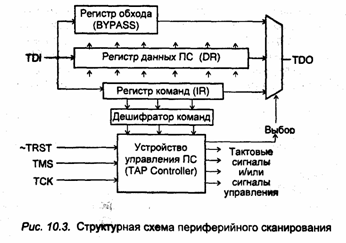 Регистр обхода
(BYPASS)
TDI
Регистр данных ПС (DR)
TDO
Регистр команд (IR)
Дешифратор команд
Выбор
~TRST
TMS
TCK
Устройство
управления ПС
(TAP Controller)
Тактовые
сигналы
и/или
сигналы
управления
Рис. 10.3. Структурная схема периферийного сканирования